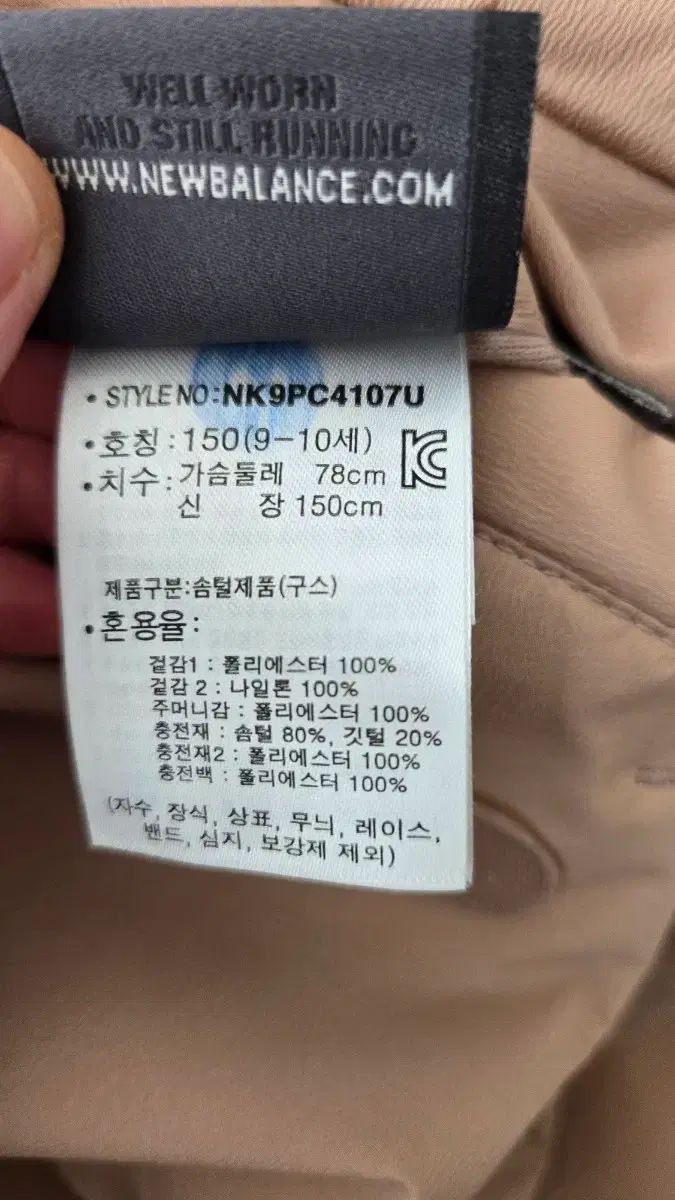 WELL WORN
AND STILL RUNNING
WWW.NEWBALANCE.COM
• STYLE NO:NK9PC4107U
• 호칭 : 150(9-10세)
• 치수 : 가슴둘레 78cm
신 장 150cm
제품구분:솜털제품(구스)
• 혼용율:
겉감1 : 폴리에스터 100%
겉감 2 : 나일론 100%
주머니감 : 폴리에스터 100%
충전재 : 솜털 80%, 깃털 20%
충전재2 : 폴리에스터 100%
충전백 : 폴리에스터 100%
(자수, 장식, 상표, 무늬, 레이스,
밴드, 심지, 보강제 제외)